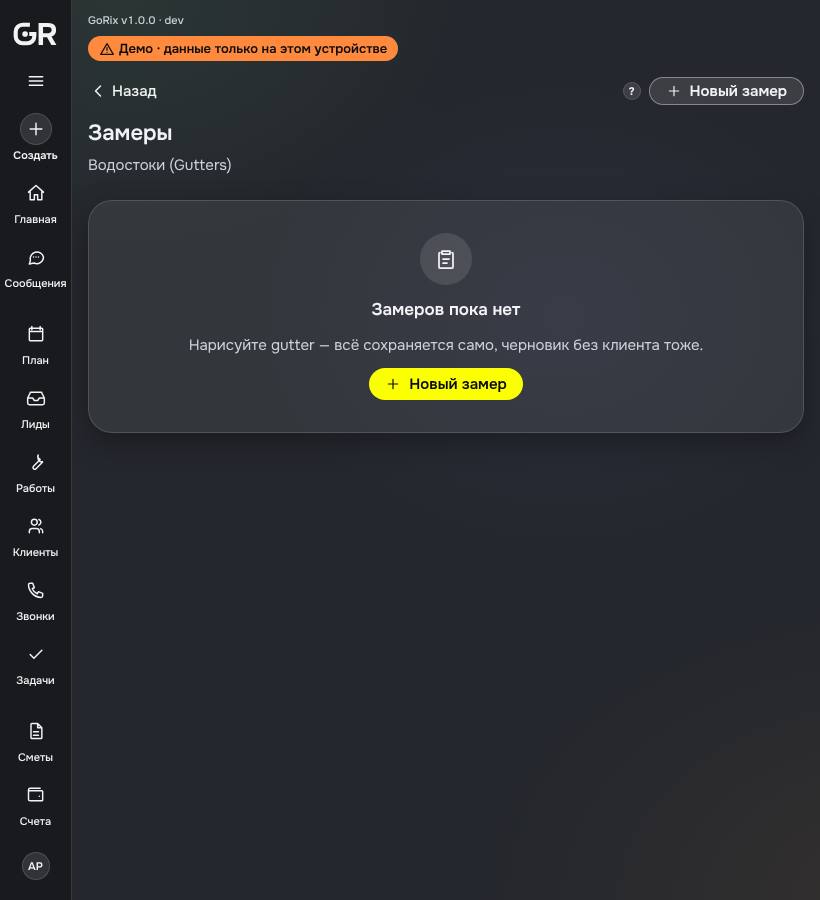 GR
GoRix v1.0.0 · dev
Демо · данные только на этом устройстве
Назад
?
Новый замер
Замеры
Водостоки (Gutters)
Замеров пока нет
Нарисуйте gutter — всё сохраняется само, черновик без клиента тоже.
Новый замер
Создать
Главная
Сообщения
План
Лиды
Работы
Клиенты
Звонки
Задачи
Сметы
Счета
AP